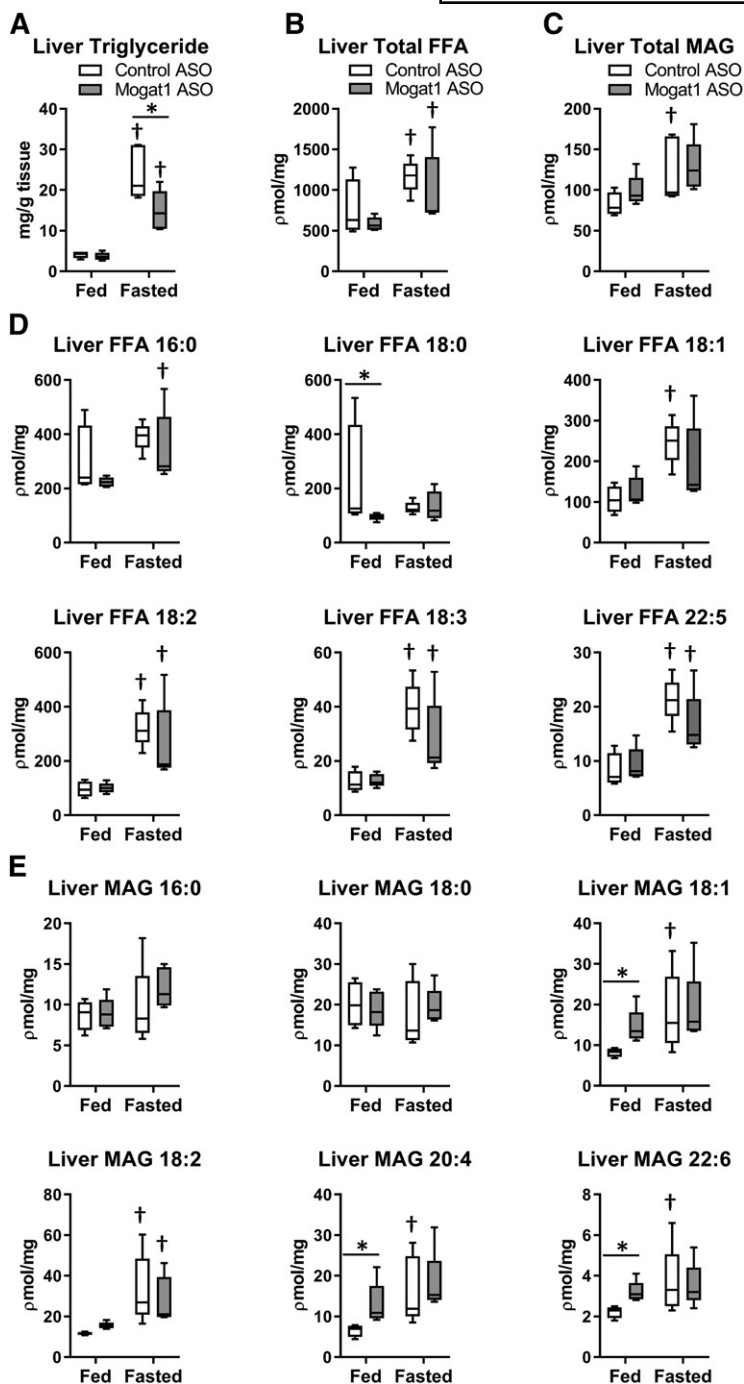 A
Liver Triglyceride
Control ASO
Mogat1 ASO
mg/g tissue
40
30
20
10
0
†
*
†
Fed Fasted
B
Liver Total FFA
Control ASO
Mogat1 ASO
ρmol/mg
2000
1500
1000
500
0
†
†
Fed Fasted
C
Liver Total MAG
Control ASO
Mogat1 ASO
ρmol/mg
200
150
100
50
0
†
Fed Fasted
D
Liver FFA 16:0
ρmol/mg
600
400
200
0
†
Fed Fasted
Liver FFA 18:0
ρmol/mg
600
400
200
0
*
Fed Fasted
Liver FFA 18:1
ρmol/mg
400
300
200
100
0
†
Fed Fasted
Liver FFA 18:2
ρmol/mg
600
400
200
0
†
†
Fed Fasted
Liver FFA 18:3
ρmol/mg
60
40
20
0
†
†
Fed Fasted
Liver FFA 22:5
ρmol/mg
30
20
10
0
†
†
Fed Fasted
E
Liver MAG 16:0
ρmol/mg
20
15
10
5
0
Fed Fasted
Liver MAG 18:0
ρmol/mg
40
30
20
10
0
Fed Fasted
Liver MAG 18:1
ρmol/mg
40
30
20
10
0
*
†
Fed Fasted
Liver MAG 18:2
ρmol/mg
80
60
40
20
0
†
†
Fed Fasted
Liver MAG 20:4
ρmol/mg
40
30
20
10
0
*
†
Fed Fasted
Liver MAG 22:6
ρmol/mg
8
6
4
2
0
*
†
Fed Fasted